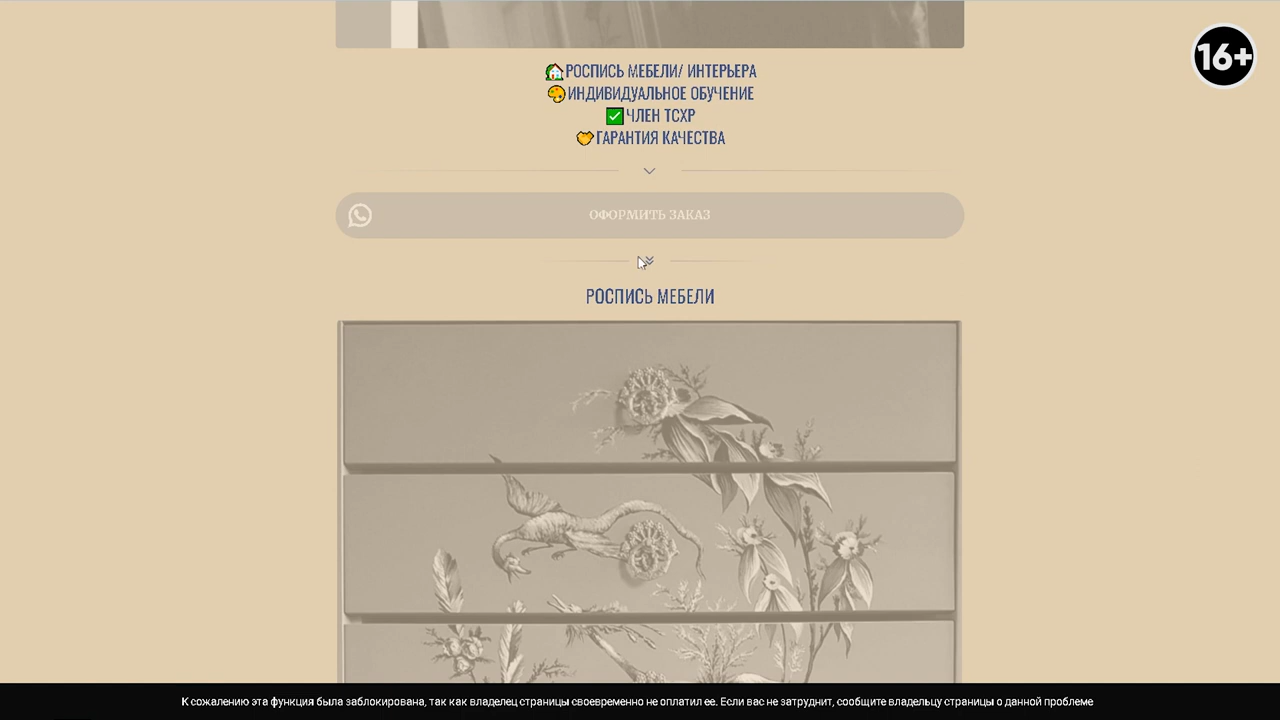 16+
🏠РОСПИСЬ МЕБЕЛИ/ ИНТЕРЬЕРА
🎨ИНДИВИДУАЛЬНОЕ ОБУЧЕНИЕ
✅ЧЛЕН ТСХР
🤝ГАРАНТИЯ КАЧЕСТВА
ОФОРМИТЬ ЗАКАЗ
РОСПИСЬ МЕБЕЛИ
К сожалению эта функция была заблокирована, так как владелец страницы своевременно не оплатил ее. Если вас не затруднит, сообщите владельцу страницы о данной проблеме